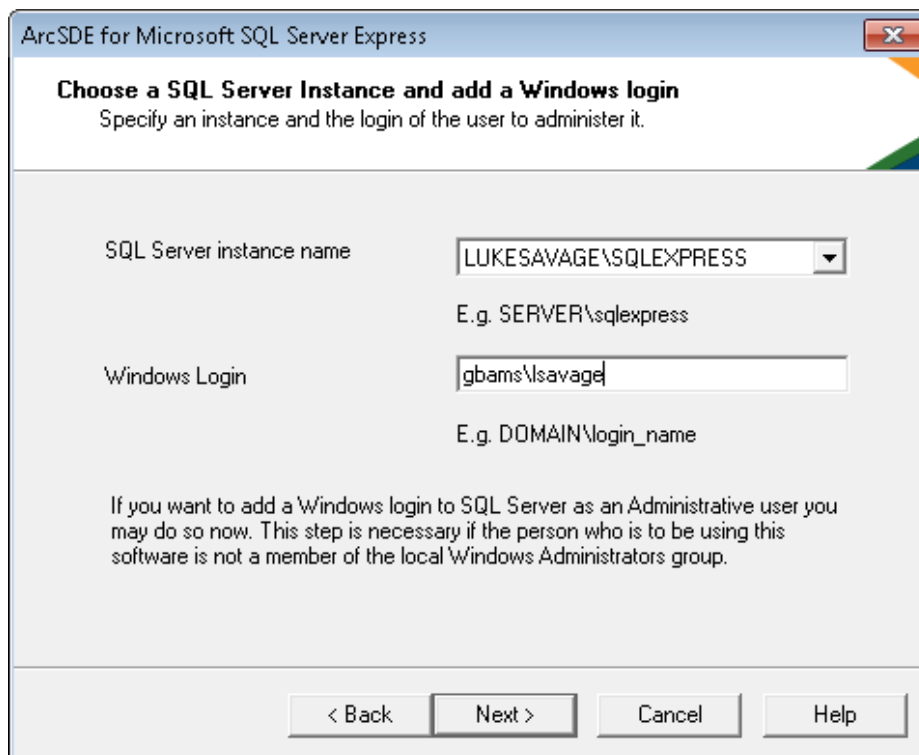 ArcSDE for Microsoft SQL Server Express
Choose a SQL Server Instance and add a Windows login
Specify an instance and the login of the user to administer it.
SQL Server instance name
LUKESAVAGE\SQLEXPRESS
E.g. SERVER\sqlexpress
Windows Login
gbams\lsavage
E.g. DOMAIN\login_name
If you want to add a Windows login to SQL Server as an Administrative user you
may do so now. This step is necessary if the person who is to be using this
software is not a member of the local Windows Administrators group.
< Back
Next >
Cancel
Help